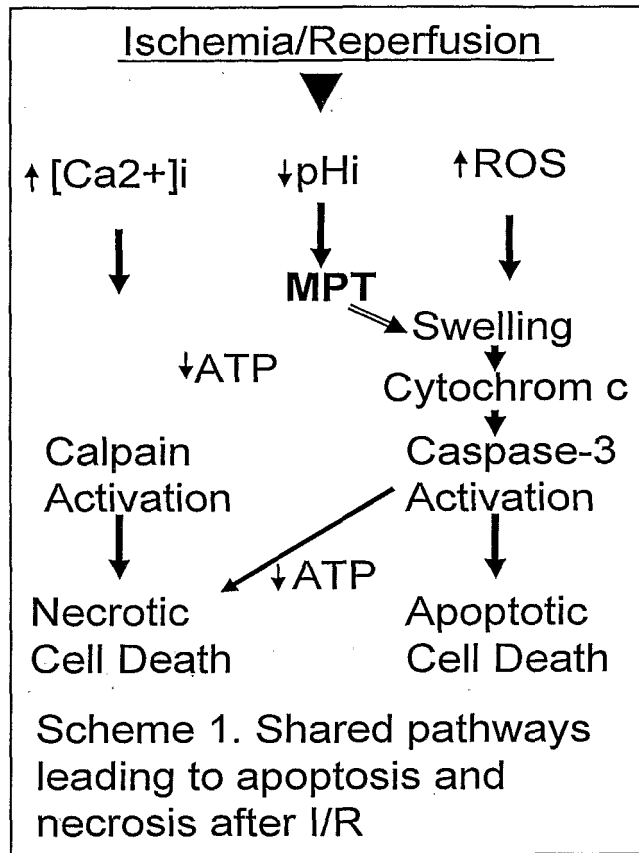 Ischemia/Reperfusion
↑ [Ca2+]i ↓pHi ↑ROS
MPT
Swelling
↓ATP
Cytochrom c
Calpain Caspase-3
Activation Activation
↓ ATP
Necrotic Apoptotic
Cell Death Cell Death
Scheme 1. Shared pathways
leading to apoptosis and
necrosis after I/R